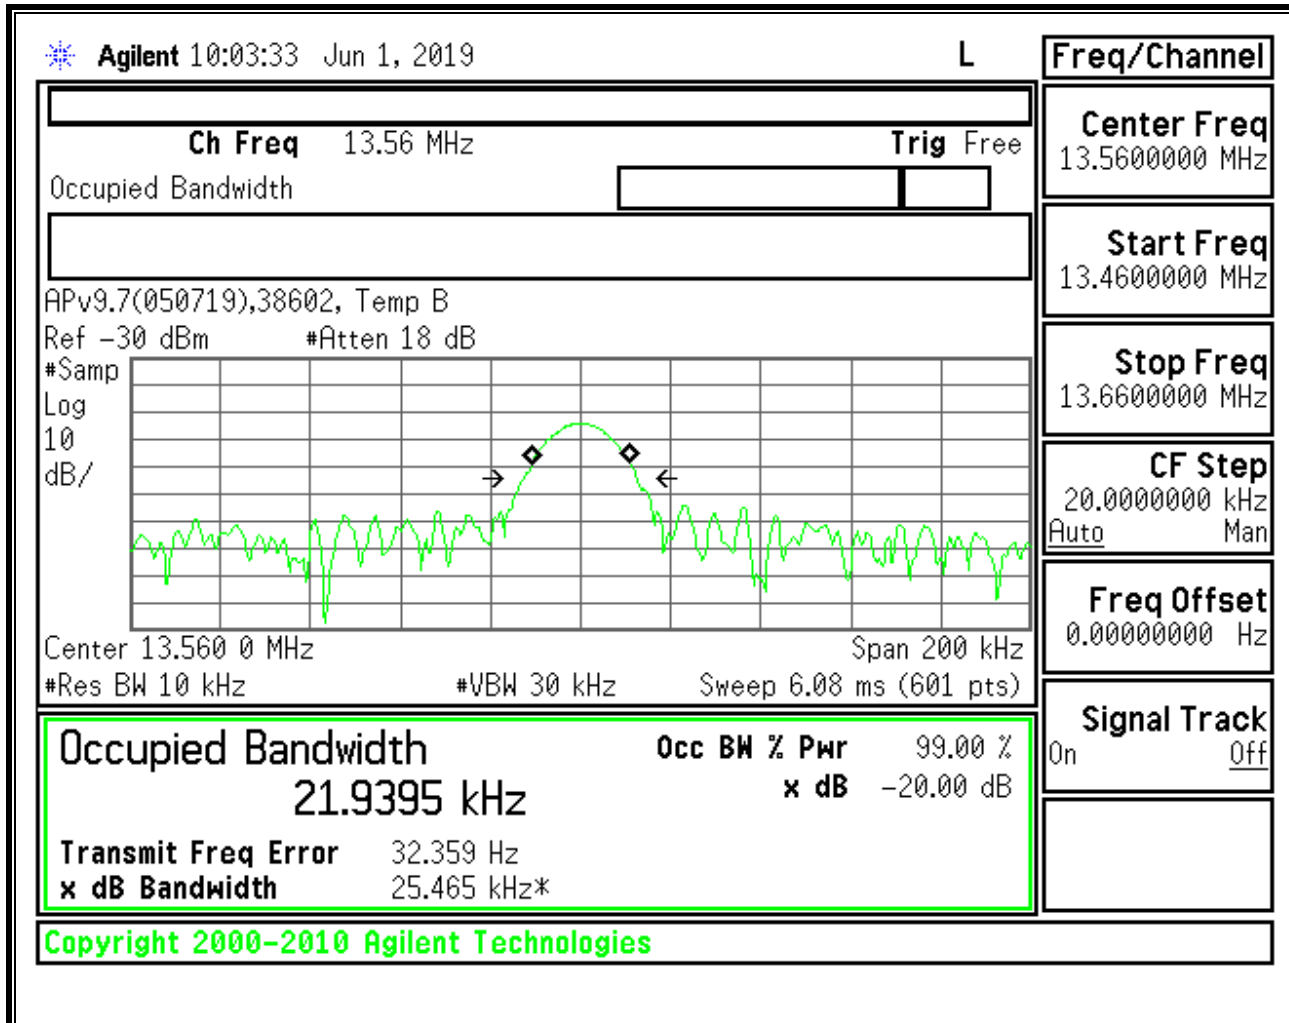 Agilent 10:03:33 Jun 1, 2019 L
Freq/Channel
Ch Freq 13.56 MHz Trig Free
Occupied Bandwidth
Center Freq
13.5600000 MHz
Start Freq
13.4600000 MHz
Stop Freq
13.6600000 MHz
CF Step
20.0000000 kHz
Auto Man
Freq Offset
0.00000000 Hz
Signal Track
On Off
APv9.7(050719),38602, Temp B
Ref -30 dBm #Atten 18 dB
#Samp
Log
10
dB/
Center 13.560 0 MHz Span 200 kHz
#Res BW 10 kHz #VBW 30 kHz Sweep 6.08 ms (601 pts)
Occupied Bandwidth Occ BW % Pwr 99.00 %
21.9395 kHz x dB -20.00 dB
Transmit Freq Error 32.359 Hz
x dB Bandwidth 25.465 kHz*
Copyright 2000-2010 Agilent Technologies